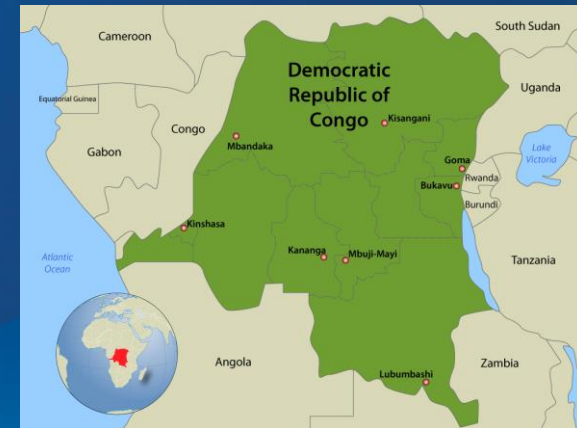 South Sudan
Cameroon
Democratic
Republic of
Congo
Uganda
Equatorial Guinea
Congo
Kisangani
Mbandaka
Lake
Victoria
Gabon
Goma
Rwanda
Bukavu
Burundi
Kinshasa
Atlantic
Ocean
Kananga
Mbuji-Mayi
Tanzania
Angola
Zambia
Lubumbashi